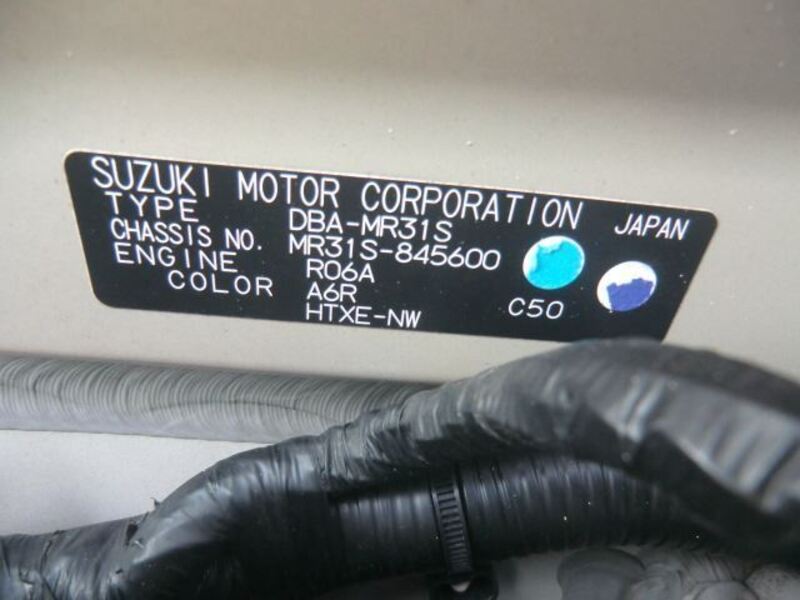 SUZUKI MOTOR CORPORATION JAPAN
TYPE DBA-MR31S
CHASSIS NO. MR31S-845600
ENGINE R06A
COLOR A6R
HTXE-NW C50